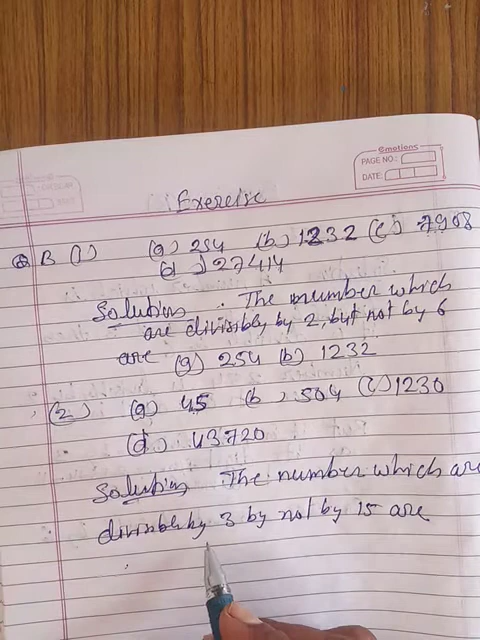 emotions
PAGE NO.:
DATE:
Exercise
B (1) (a) 254 (b) 1232 (c) 7908
(d) 27414
Solution : The number which
are divisibly by 2, but not by 6
are (a) 254 (b) 1232
(2) (a) 45 (b) 504 (c) 1230
(d) 43720
Solution The number which are
divisible by 3 by not by 15 are